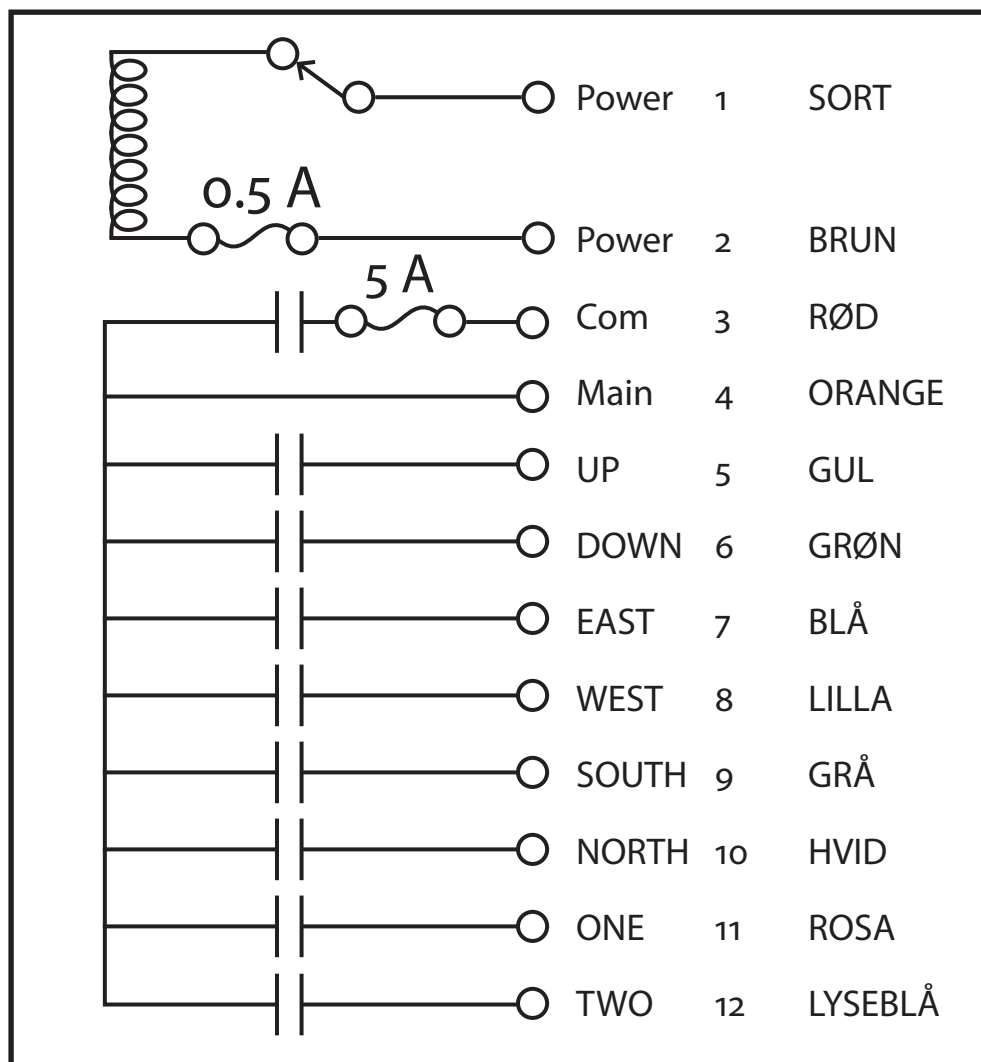 Power 1 SORT
0.5 A
Power 2 BRUN
5 A
Com 3 RØD
Main 4 ORANGE
UP 5 GUL
DOWN 6 GRØN
EAST 7 BLÅ
WEST 8 LILLA
SOUTH 9 GRÅ
NORTH 10 HVID
ONE 11 ROSA
TWO 12 LYSEBLÅ